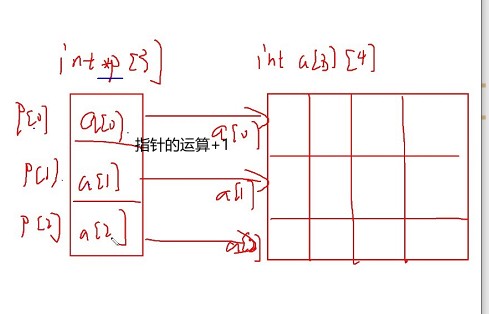 int *p[3]
int a[3][4]
p[0]
a[0]
a[0]
指针的运算+1
p[1]
a[1]
a[1]
p[2]
a[2]